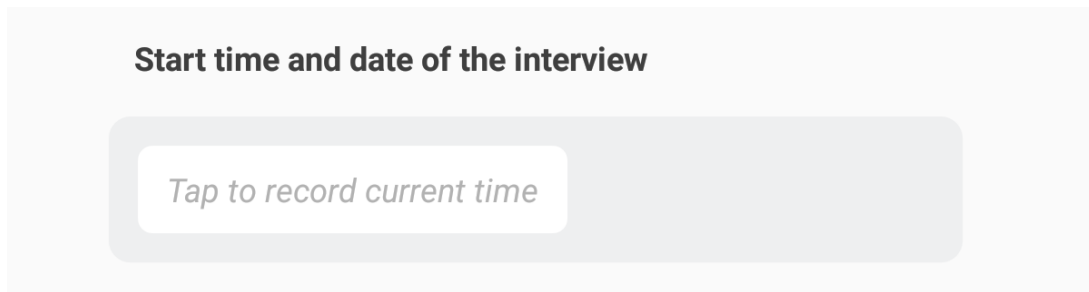 Start time and date of the interview
Tap to record current time